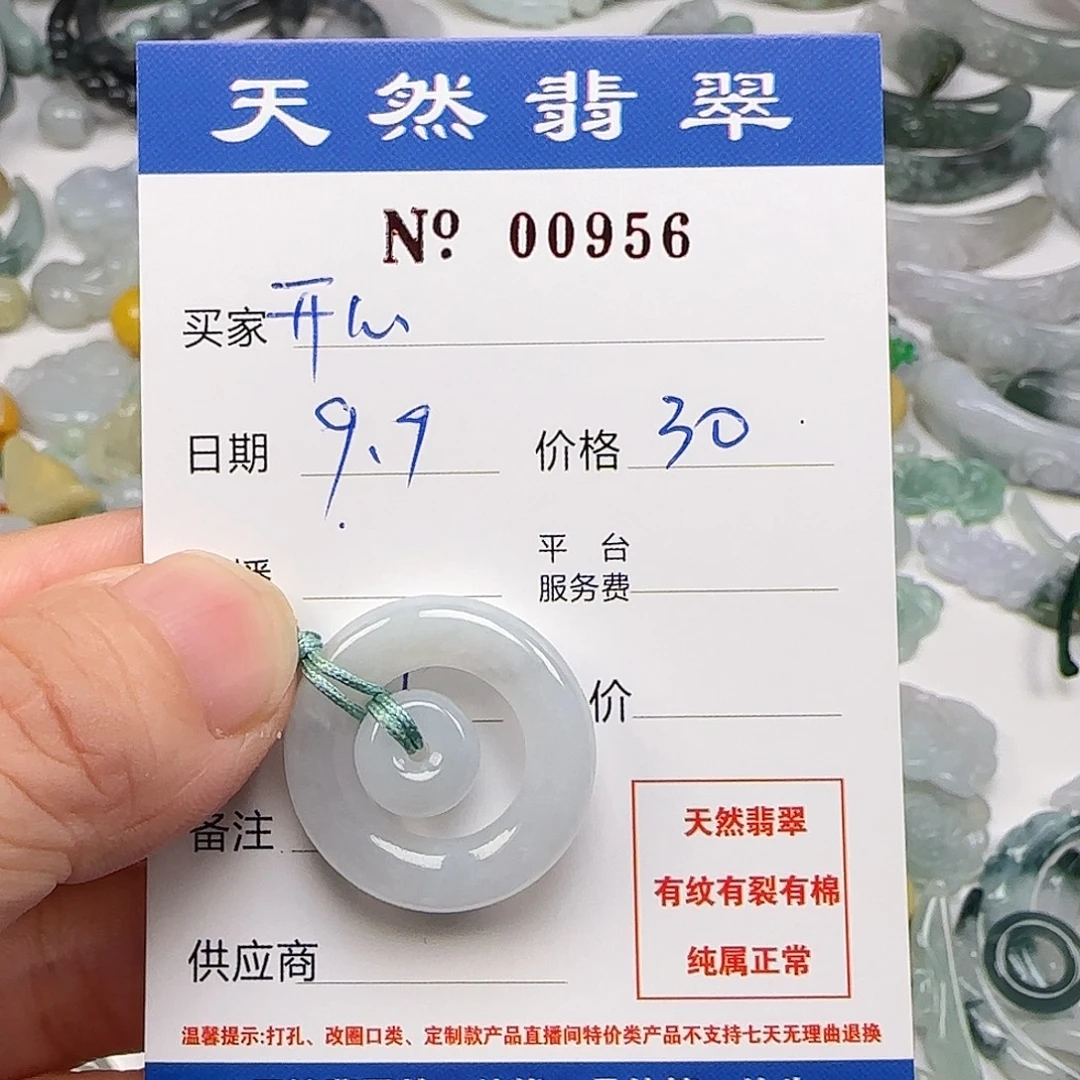 天然翡翠
Nº 00956
买家 开心
日期 9.9 价格 30
播 平台
服务费
价
备注
供应商
天然翡翠
有纹有裂有棉
纯属正常
温馨提示:打孔、改圈口类、定制款产品直播间特价类产品不支持七天无理由退换